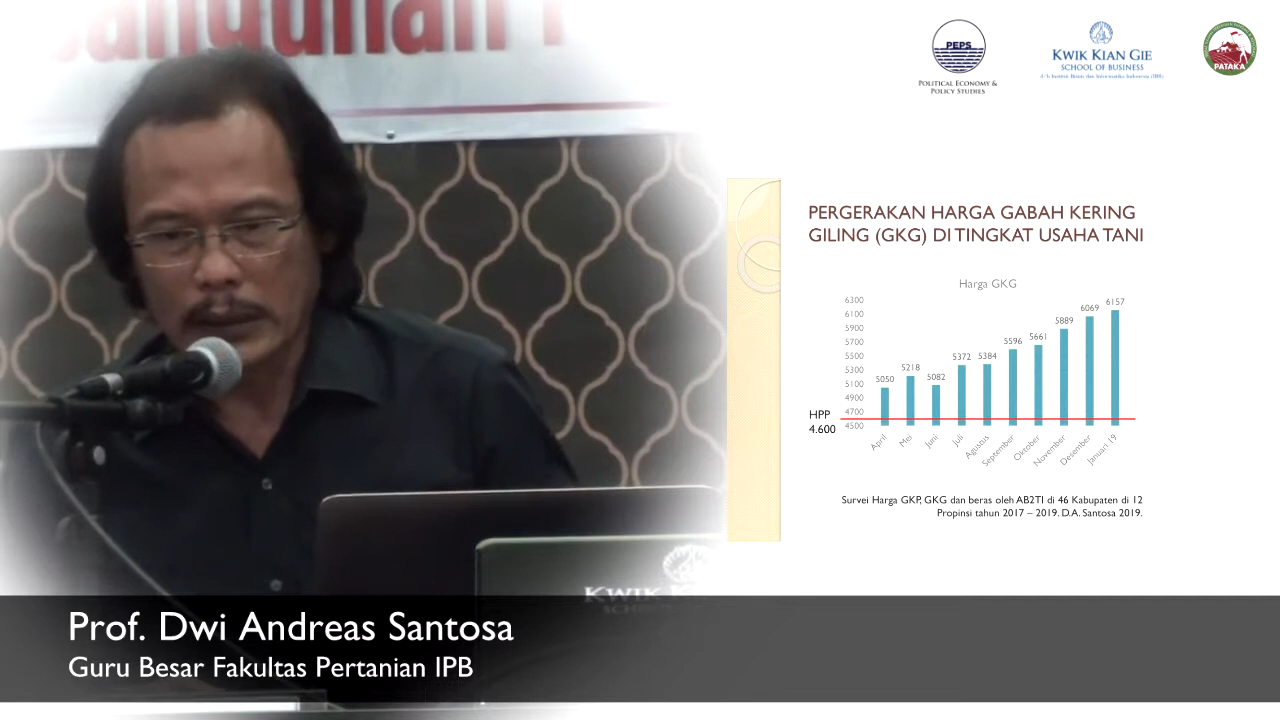 PEPS
POLITICAL ECONOMY &
POLICY STUDIES
KWIK KIAN GIE
SCHOOL OF BUSINESS
PATAKA
PERGERAKAN HARGA GABAH KERING
GILING (GKG) DI TINGKAT USAHA TANI
Harga GKG
6300
6100
5900
5700
5500
5300
5100
4900
4700
4500
5050
5218
5082
5372
5384
5596
5661
5889
6069
6157
HPP
4.600
April
Mei
Juni
Juli
Agustus
September
Oktober
November
Desember
Januari 19
Survei Harga GKP, GKG dan beras oleh AB2TI di 46 Kabupaten di 12
Propinsi tahun 2017 – 2019. D.A. Santosa 2019.
KWIK
Prof. Dwi Andreas Santosa
Guru Besar Fakultas Pertanian IPB